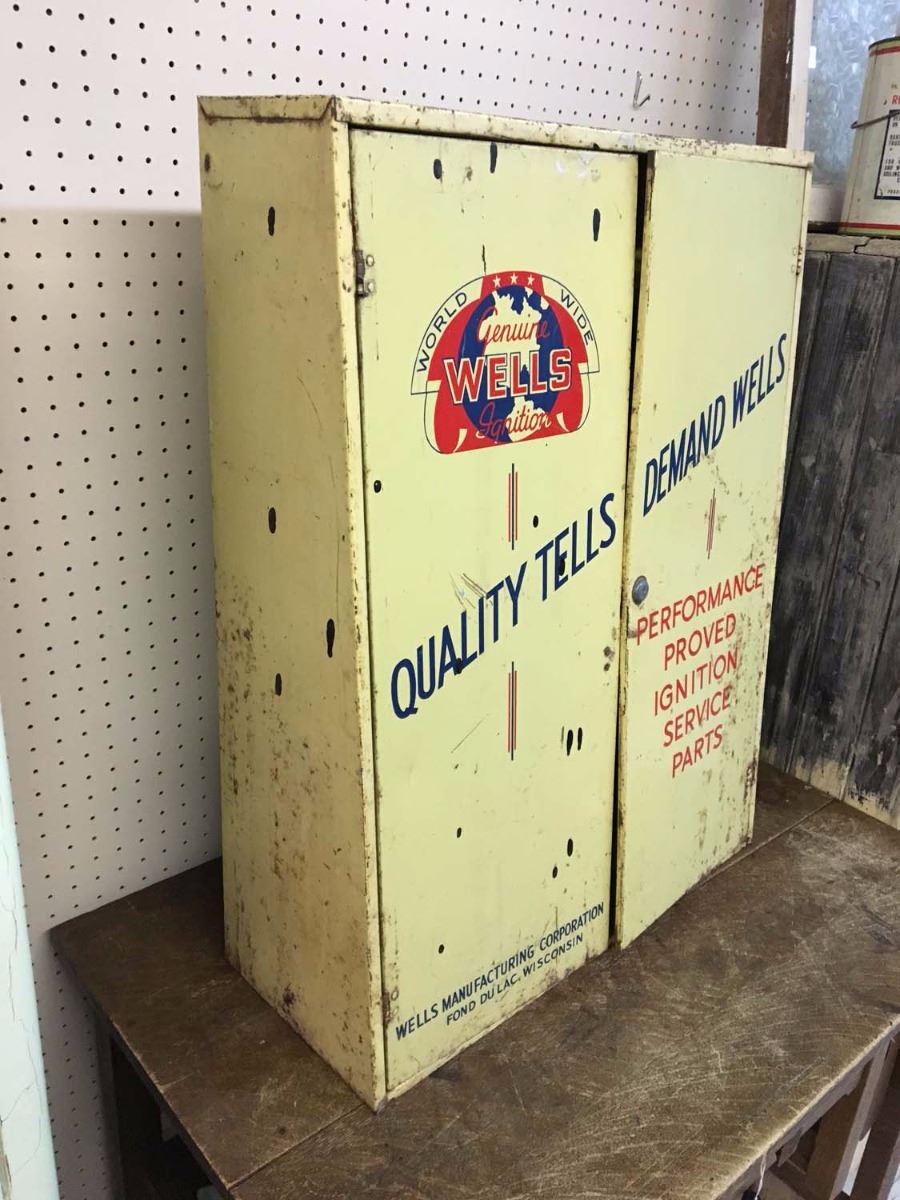 WORLD WIDE
Genuine
WELLS
Ignition
QUALITY TELLS
WELLS MANUFACTURING CORPORATION
FOND DU LAC, WISCONSIN
DEMAND WELLS
PERFORMANCE
PROVED
IGNITION
SERVICE
PARTS